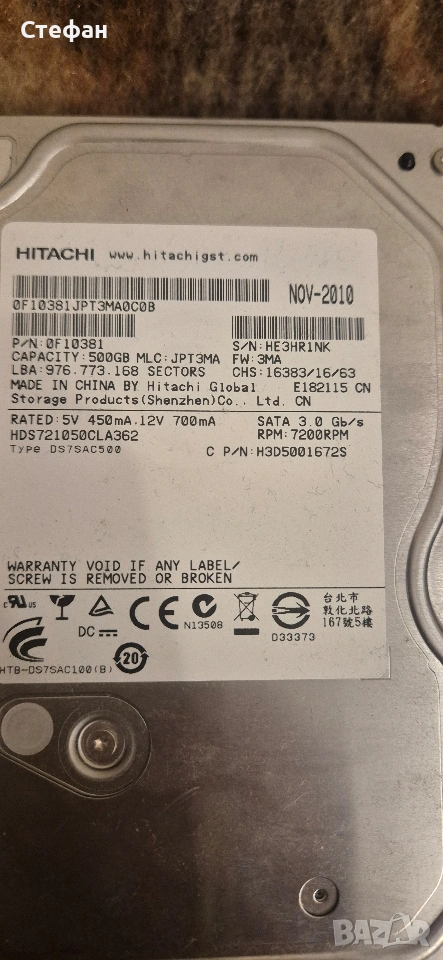 Стефан
HITACHI www.hitachigst.com
0F10381JPT3MA0C0B
NOV-2010
P/N:0F10381
S/N:HE3HR1NK
CAPACITY:500GB MLC:JPT3MA FW:3MA
LBA:976.773.168 SECTORS CHS:16383/16/63
MADE IN CHINA BY Hitachi Global E182115 CN
Storage Products(Shenzhen)Co.. Ltd. CN
RATED:5V 450mA.12V 700mA SATA 3.0 Gb/s
HDS721050CLA362 RPM:7200RPM
Type DS7SAC500 C P/N:H3D5001672S
WARRANTY VOID IF ANY LABEL/
SCREW IS REMOVED OR BROKEN
c UL us
DC
CE
N13508
D33373
台北市
敦化北路
167號5樓
HTB-DS7SAC100(B)
20
BAZAR